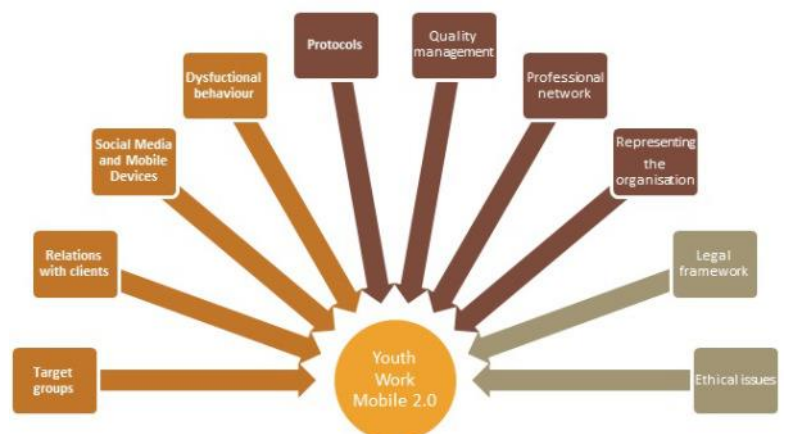 Protocols
Quality
management
Dysfuctional
behaviour
Professional
network
Social Media
and Mobile
Devices
Representing
the
organisation
Relations
with clients
Legal
framework
Target
groups
Youth
Work
Mobile 2.0
Ethical issues